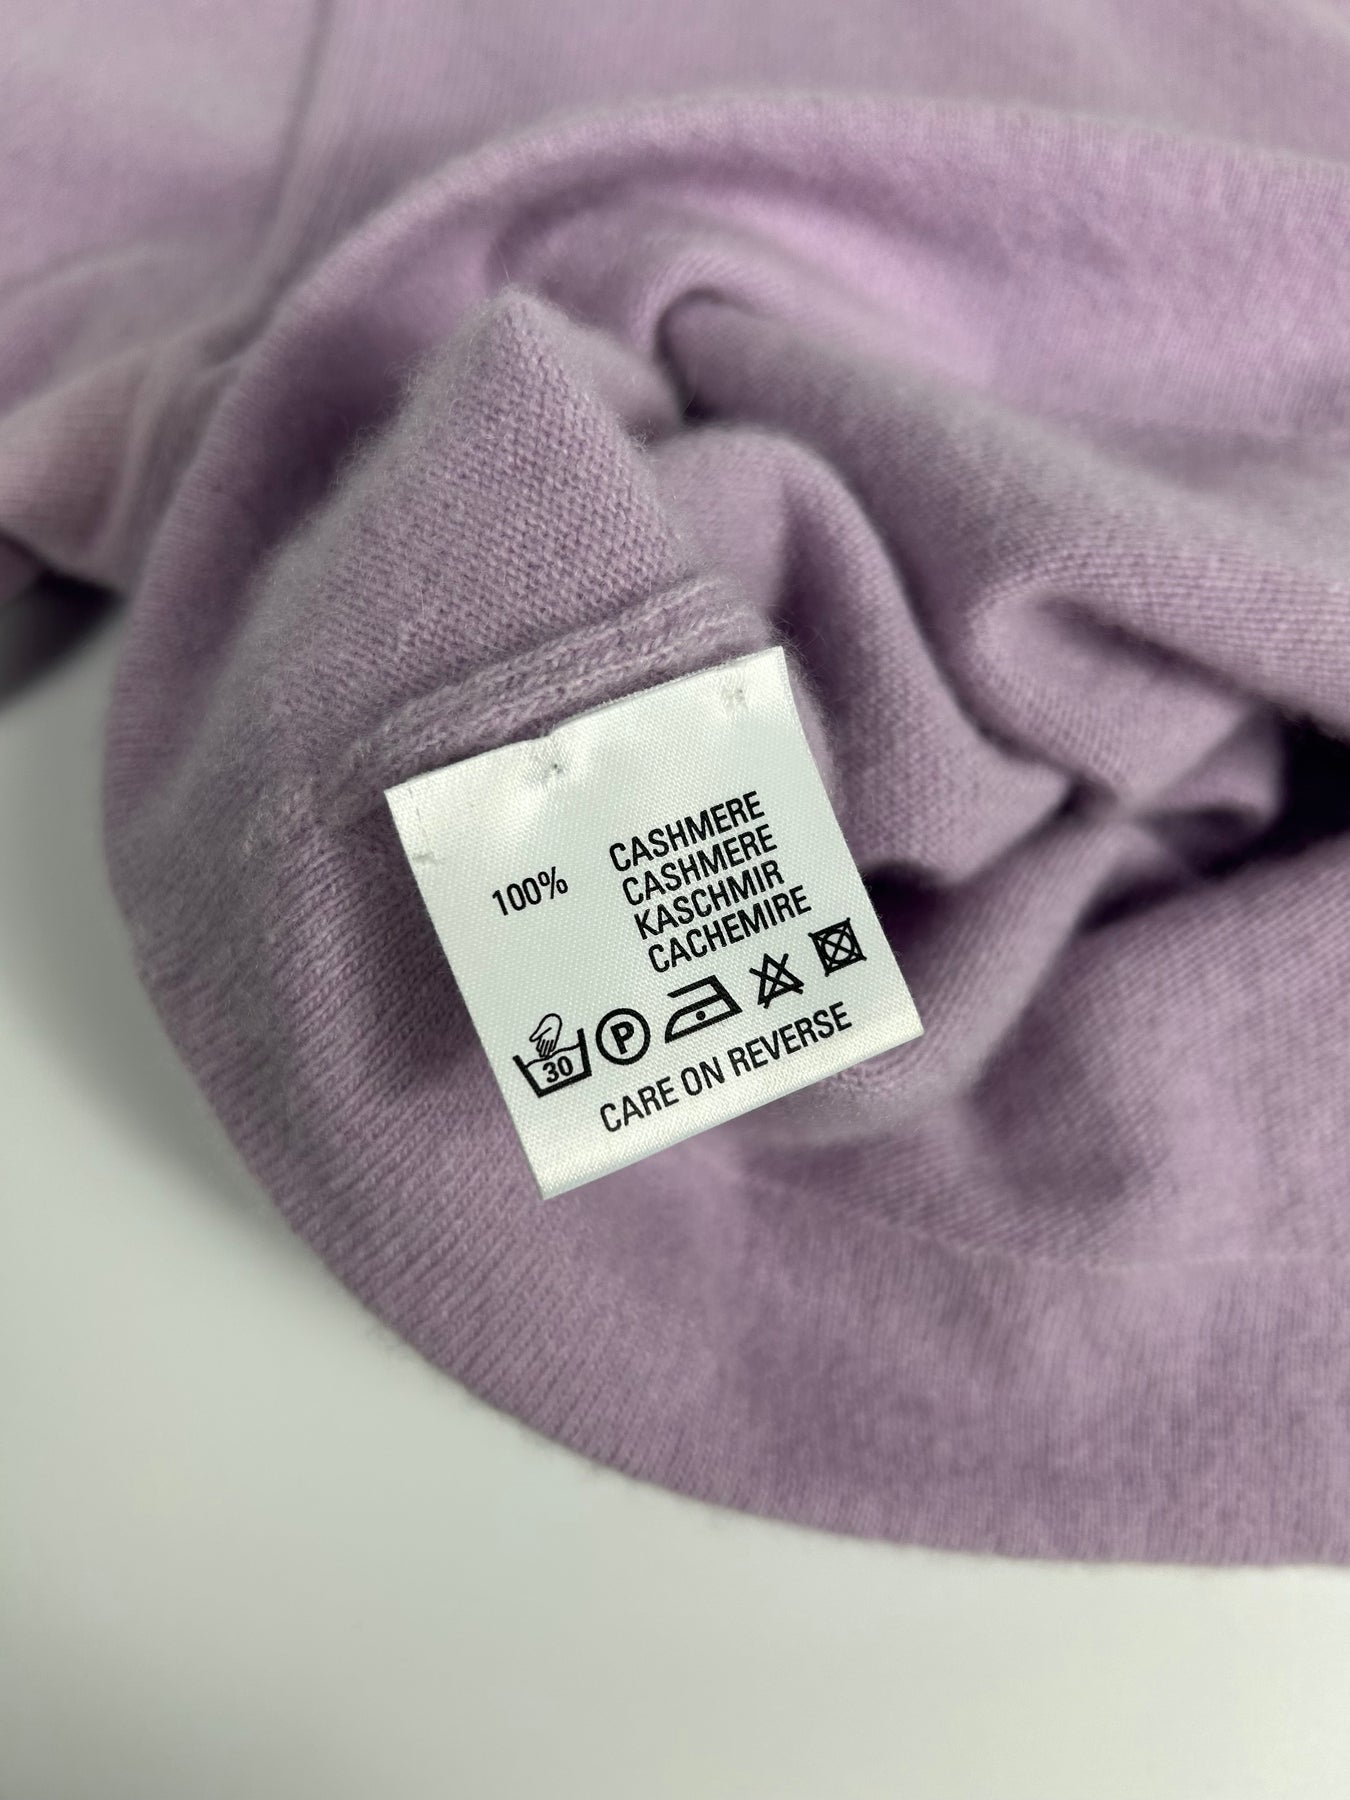 100% CASHMERE
CASHMERE
KASCHMIR
CACHEMIRE
30 P
CARE ON REVERSE